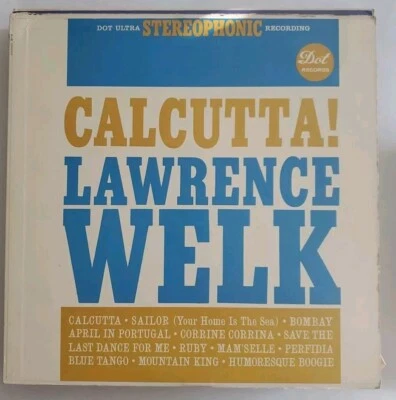 DOT ULTRA STEREOPHONIC RECORDING
Dot
RECORDS
CALCUTTA!
LAWRENCE
WELK
CALCUTTA • SAILOR (Your Home Is The Sea) • BOMBAY
APRIL IN PORTUGAL • CORRINE CORRINA • SAVE THE
LAST DANCE FOR ME • RUBY • MAM'SELLE • PERFIDIA
BLUE TANGO • MOUNTAIN KING • HUMORESQUE BOOGIE